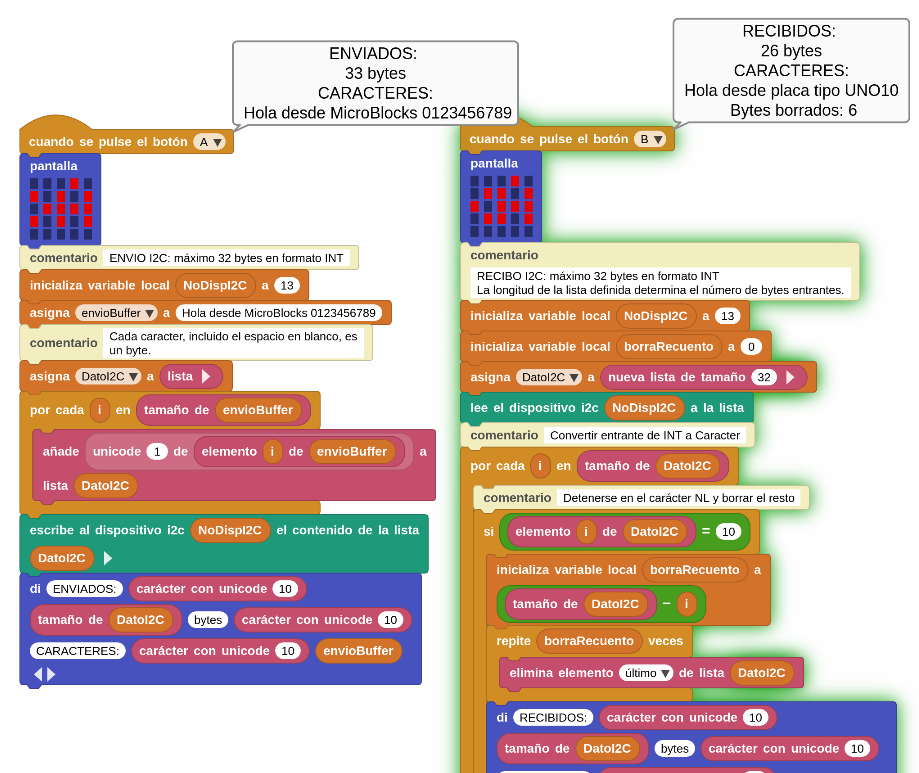 ENVIADOS:
33 bytes
CARACTERES:
Hola desde MicroBlocks 0123456789
cuando se pulse el botón A ▼
pantalla
comentario ENVIO I2C: máximo 32 bytes en formato INT
inicializa variable local NoDispI2C a 13
asigna envioBuffer ▼ a Hola desde MicroBlocks 0123456789
comentario Cada caracter, incluido el espacio en blanco, es
un byte.
asigna DatoI2C ▼ a lista
por cada i en tamaño de envioBuffer
añade unicode 1 de elemento i de envioBuffer a
lista DatoI2C
escribe al dispositivo i2c NoDispI2C el contenido de la lista
DatoI2C
di ENVIADOS: carácter con unicode 10
tamaño de DatoI2C bytes carácter con unicode 10
CARACTERES: carácter con unicode 10 envioBuffer
RECIBIDOS:
26 bytes
CARACTERES:
Hola desde placa tipo UNO10
Bytes borrados: 6
cuando se pulse el botón B ▼
pantalla
comentario
RECIBO I2C: máximo 32 bytes en formato INT
La longitud de la lista definida determina el número de bytes entrantes.
inicializa variable local NoDispI2C a 13
inicializa variable local borraRecuento a 0
asigna DatoI2C ▼ a nueva lista de tamaño 32
lee el dispositivo i2c NoDispI2C a la lista
comentario Convertir entrante de INT a Caracter
por cada i en tamaño de DatoI2C
comentario Detenerse en el carácter NL y borrar el resto
si elemento i de DatoI2C = 10
inicializa variable local borraRecuento a
tamaño de DatoI2C − i
repite borraRecuento veces
elimina elemento último ▼ de lista DatoI2C
di RECIBIDOS: carácter con unicode 10
tamaño de DatoI2C bytes carácter con unicode 10